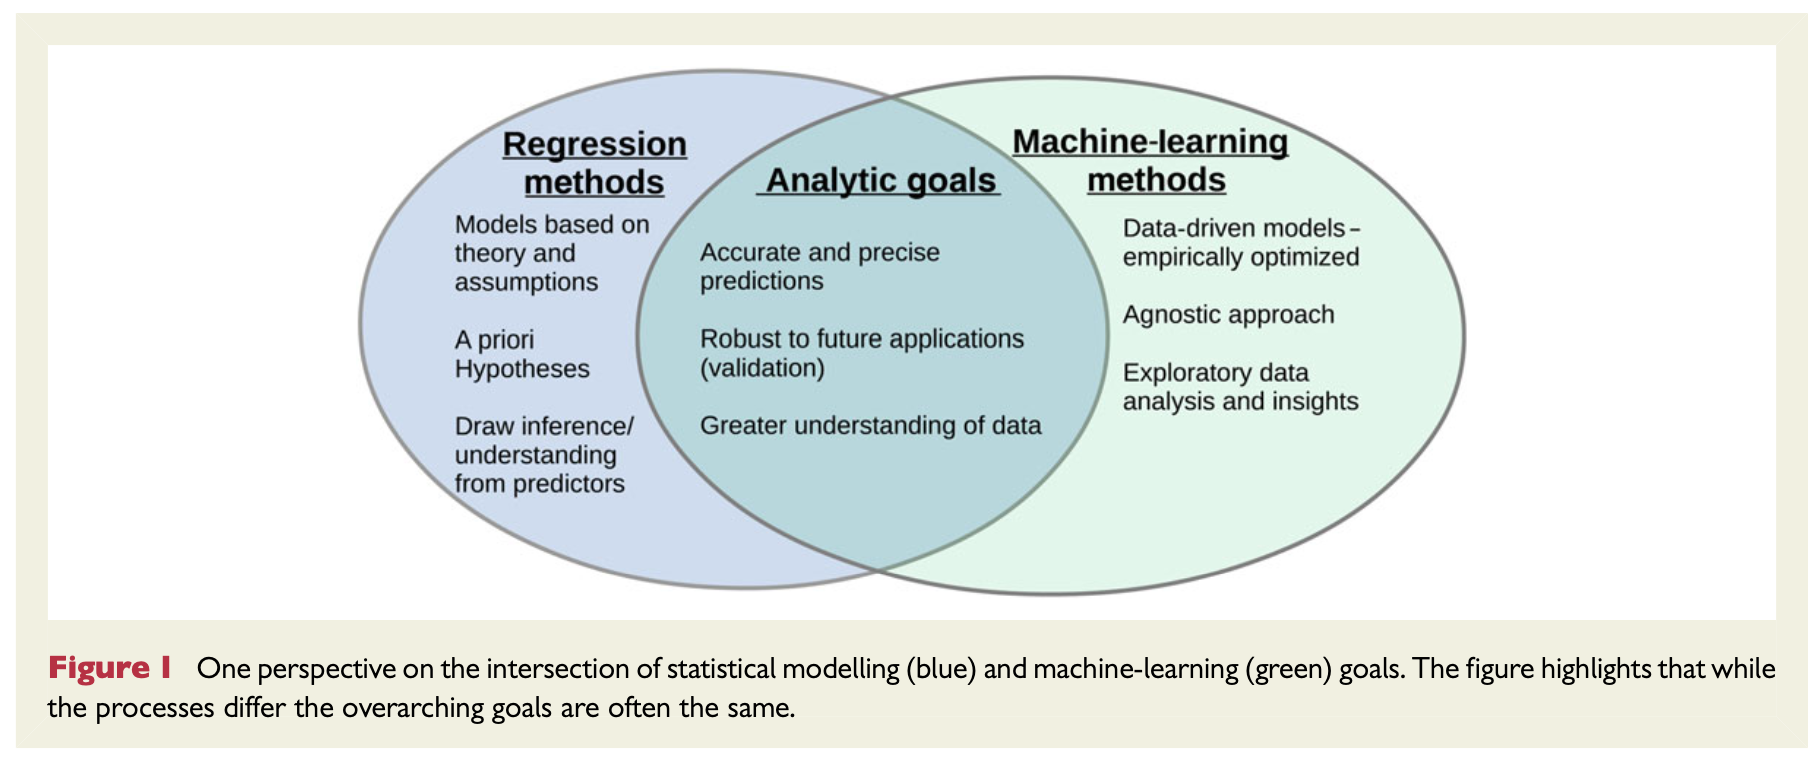 Regression
methods
Models based on
theory and
assumptions
A priori
Hypotheses
Draw inference/
understanding
from predictors
Analytic goals
Accurate and precise
predictions
Robust to future applications
(validation)
Greater understanding of data
Machine-learning
methods
Data-driven models–
empirically optimized
Agnostic approach
Exploratory data
analysis and insights
Figure 1 One perspective on the intersection of statistical modelling (blue) and machine-learning (green) goals. The figure highlights that while
the processes differ the overarching goals are often the same.